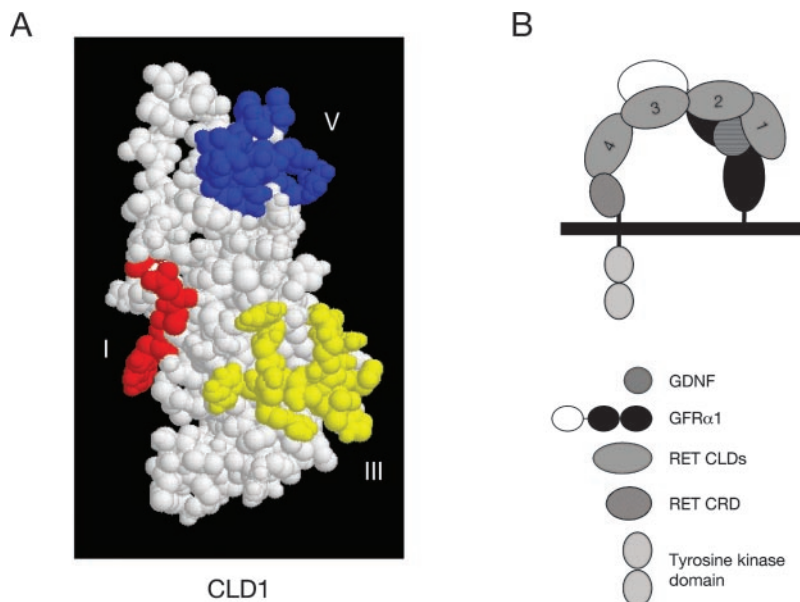 A
V
I
III
CLD1
B
4
3
2
1
GDNF
GFRα1
RET CLDs
RET CRD
Tyrosine kinase
domain